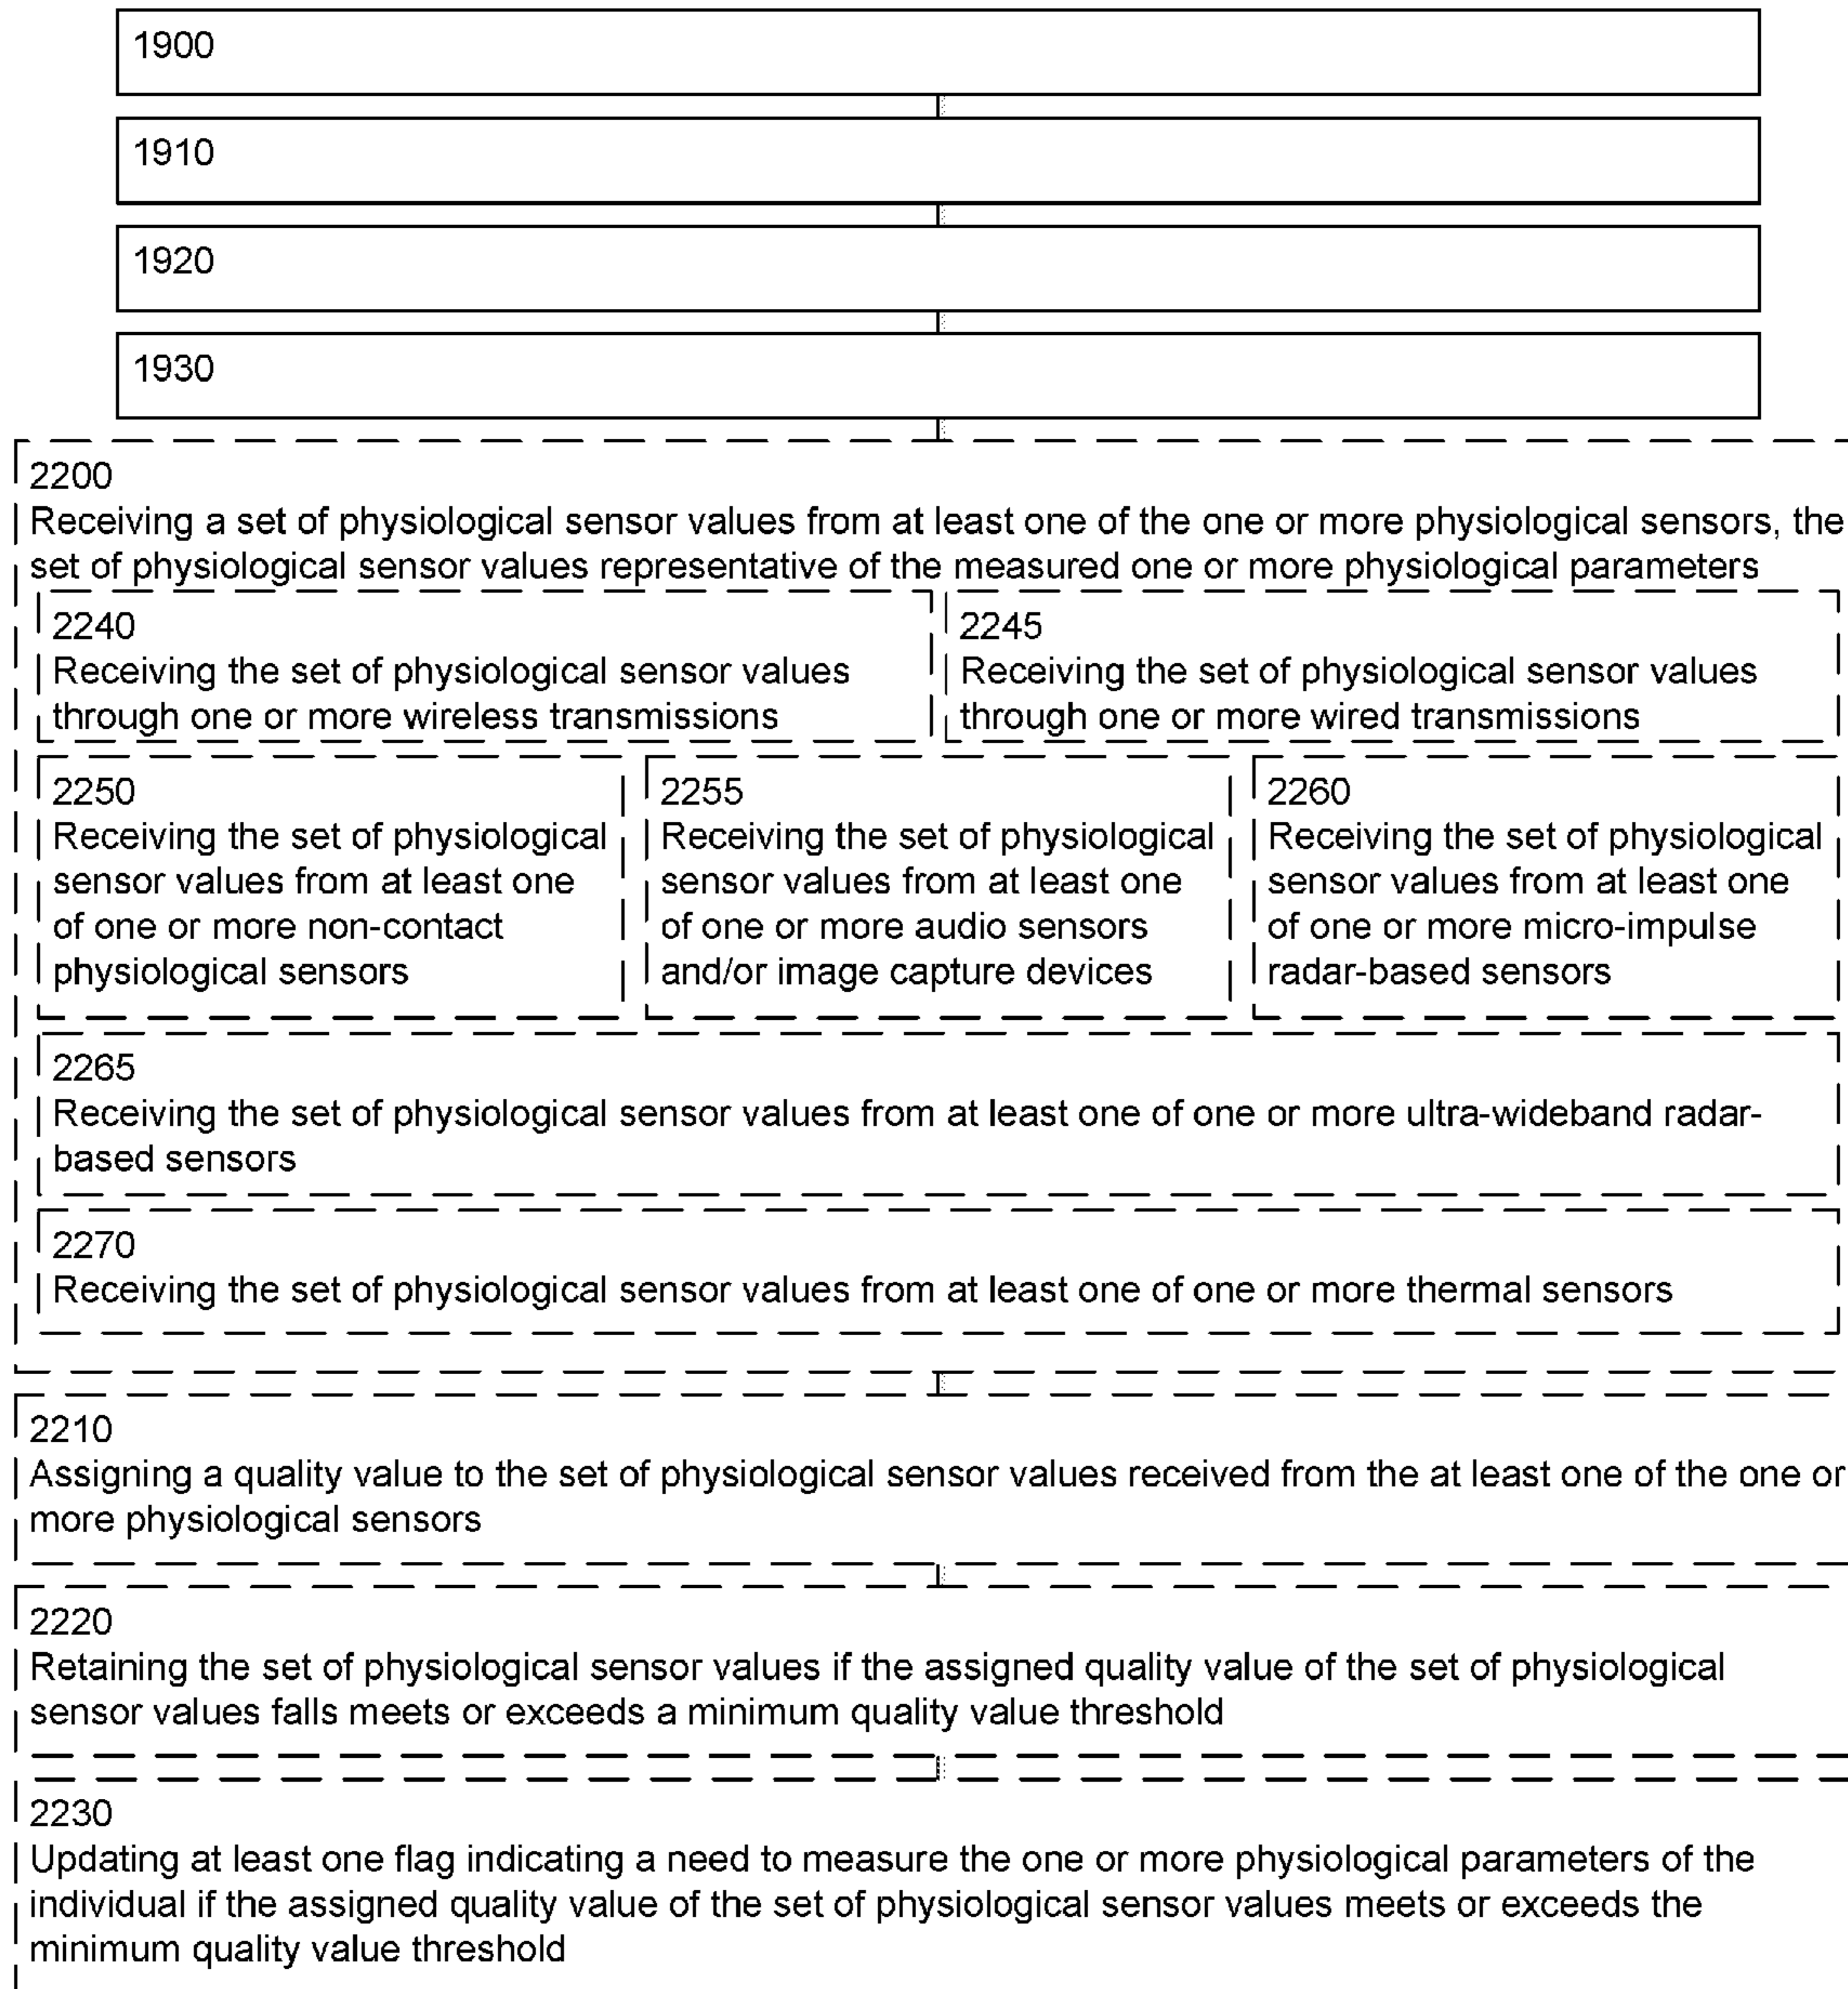 1900
1910
1920
1930
2200
Receiving a set of physiological sensor values from at least one of the one or more physiological sensors, the
set of physiological sensor values representative of the measured one or more physiological parameters
2240
Receiving the set of physiological sensor values
through one or more wireless transmissions
2245
Receiving the set of physiological sensor values
through one or more wired transmissions
2250
Receiving the set of physiological
sensor values from at least one
of one or more non-contact
physiological sensors
2255
Receiving the set of physiological
sensor values from at least one
of one or more audio sensors
and/or image capture devices
2260
Receiving the set of physiological
sensor values from at least one
of one or more micro-impulse
radar-based sensors
2265
Receiving the set of physiological sensor values from at least one of one or more ultra-wideband radar-
based sensors
2270
Receiving the set of physiological sensor values from at least one of one or more thermal sensors
2210
Assigning a quality value to the set of physiological sensor values received from the at least one of the one or
more physiological sensors
2220
Retaining the set of physiological sensor values if the assigned quality value of the set of physiological
sensor values falls meets or exceeds a minimum quality value threshold
2230
Updating at least one flag indicating a need to measure the one or more physiological parameters of the
individual if the assigned quality value of the set of physiological sensor values meets or exceeds the
minimum quality value threshold